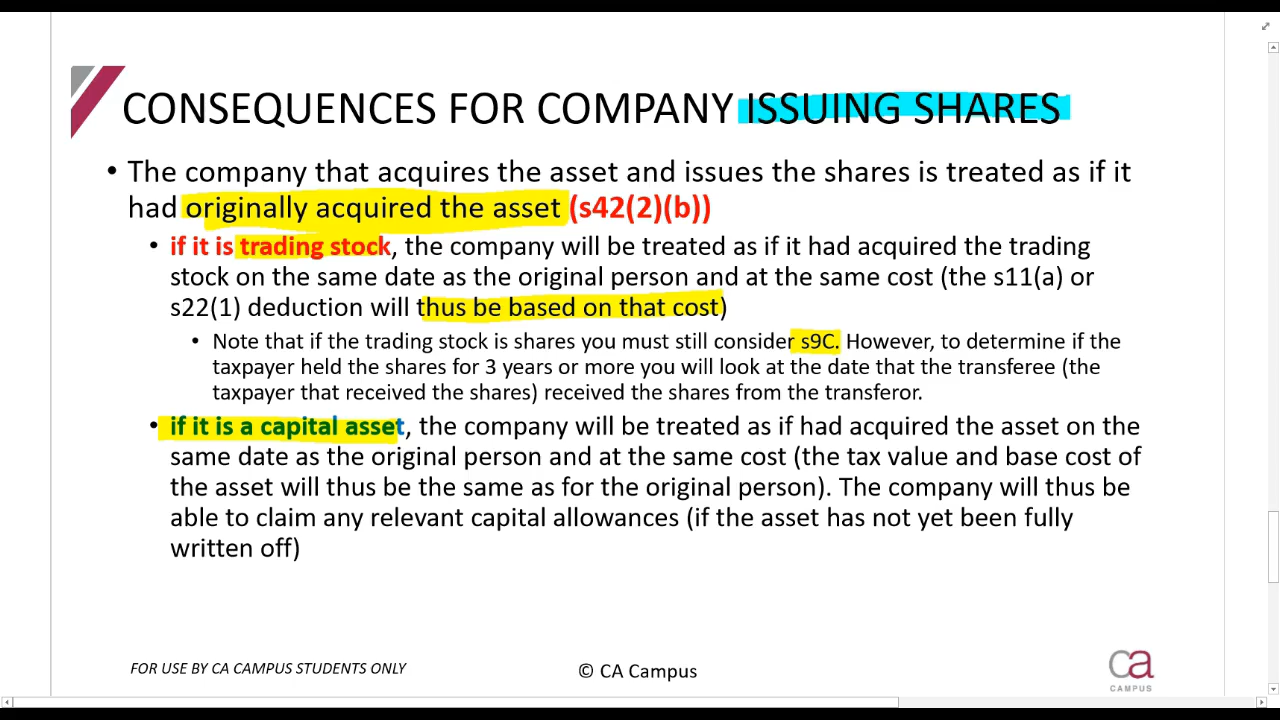 CONSEQUENCES FOR COMPANY ISSUING SHARES
• The company that acquires the asset and issues the shares is treated as if it
had originally acquired the asset (s42(2)(b))
• if it is trading stock, the company will be treated as if it had acquired the trading
stock on the same date as the original person and at the same cost (the s11(a) or
s22(1) deduction will thus be based on that cost)
• Note that if the trading stock is shares you must still consider s9C. However, to determine if the
taxpayer held the shares for 3 years or more you will look at the date that the transferee (the
taxpayer that received the shares) received the shares from the transferor.
• if it is a capital asset, the company will be treated as if had acquired the asset on the
same date as the original person and at the same cost (the tax value and base cost of
the asset will thus be the same as for the original person). The company will thus be
able to claim any relevant capital allowances (if the asset has not yet been fully
written off)
FOR USE BY CA CAMPUS STUDENTS ONLY
© CA Campus
ca
CAMPUS